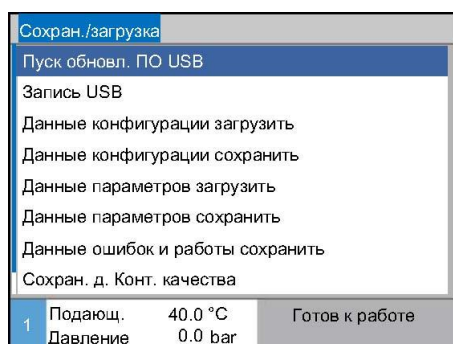 Сохран./загрузка
Пуск обновл. ПО USB
Запись USB
Данные конфигурации загрузить
Данные конфигурации сохранить
Данные параметров загрузить
Данные параметров сохранить
Данные ошибок и работы сохранить
Сохран. д. Конт. качества
1 Подающ. 40.0 °C Готов к работе
Давление 0.0 bar